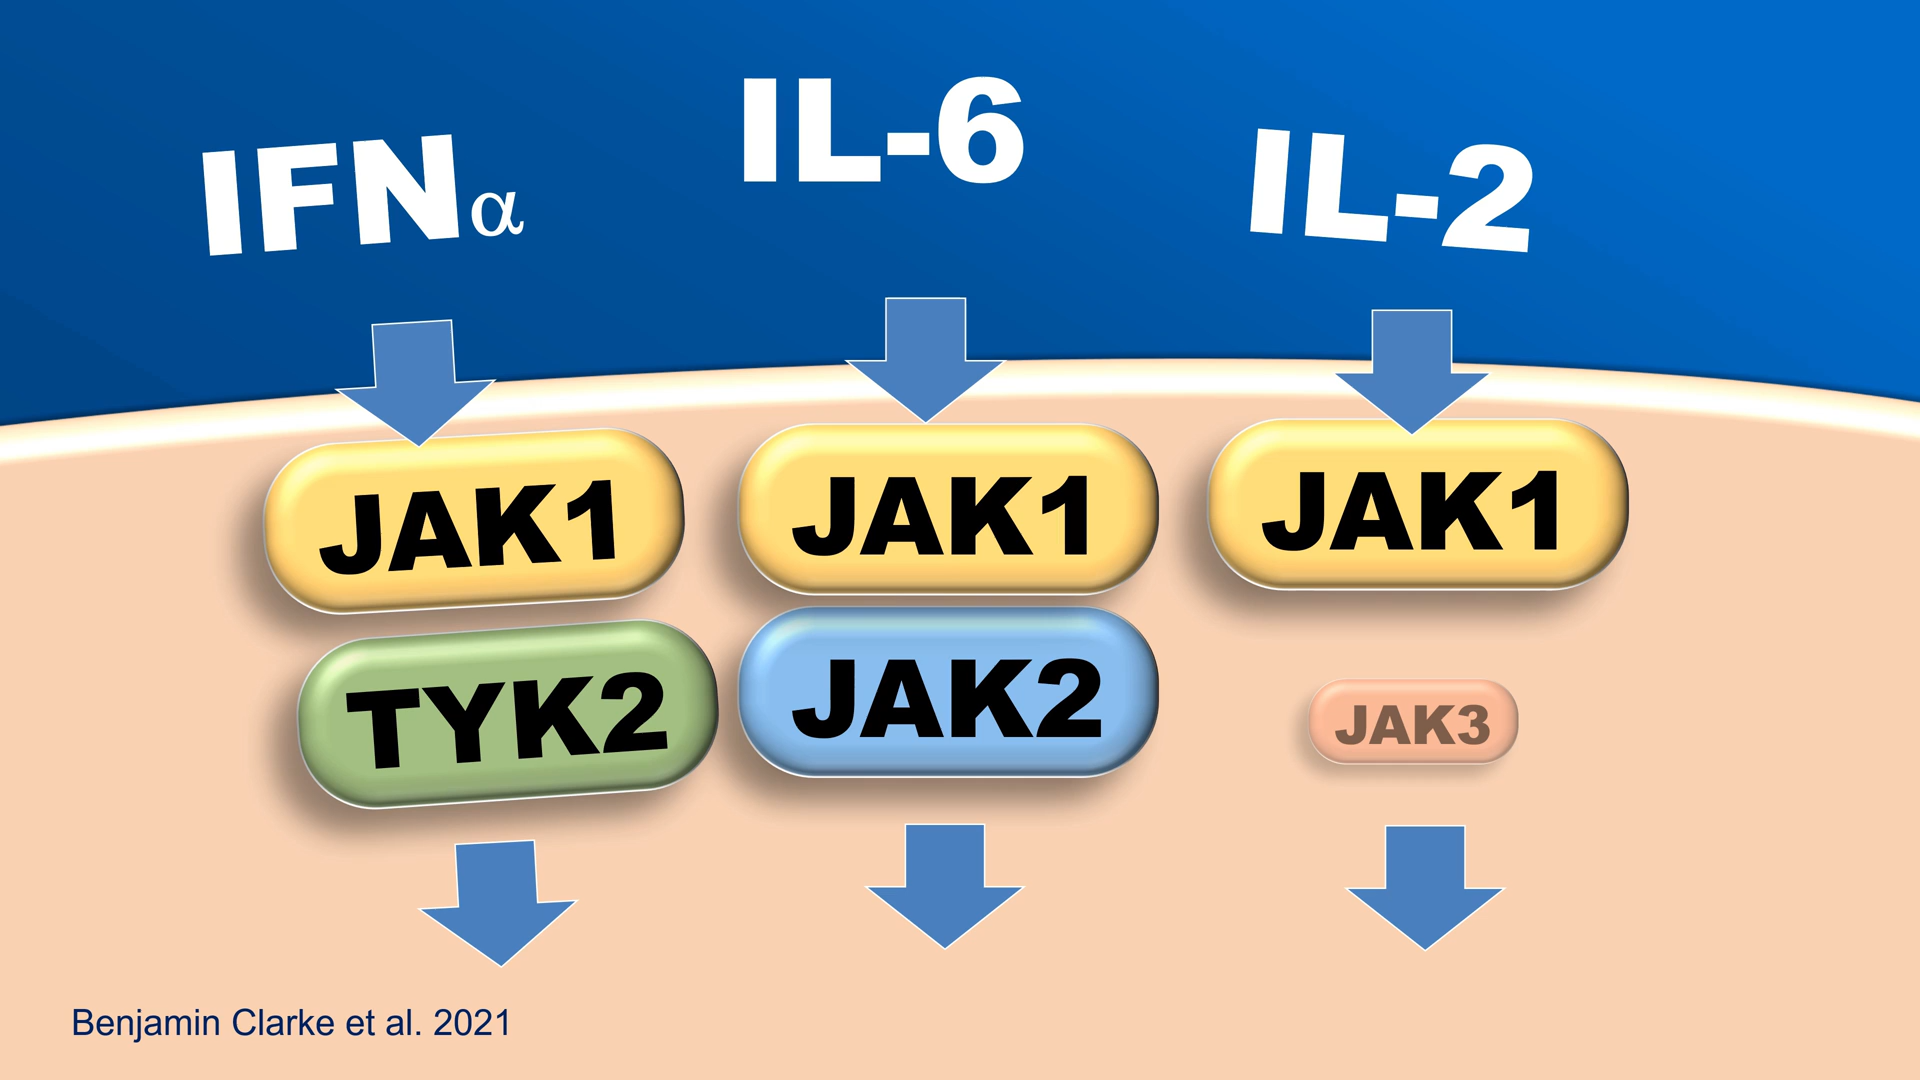 IFNα
IL-6
IL-2
JAK1
JAK1
JAK1
TYK2
JAK2
JAK3
Benjamin Clarke et al. 2021